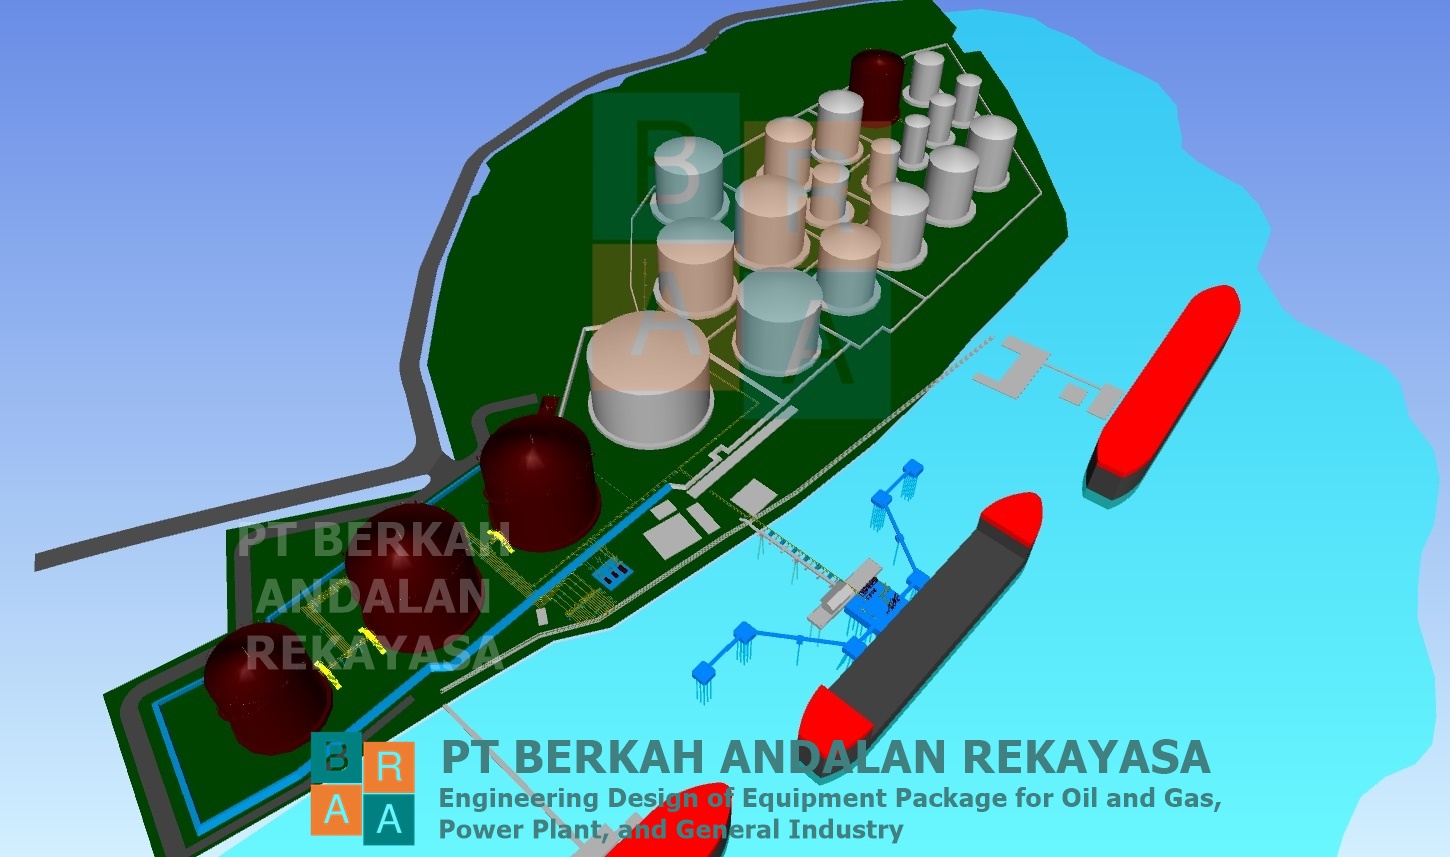 B R
A A
PT BERKAH
ANDALAN
REKAYASA
B R
A A
PT BERKAH ANDALAN REKAYASA
Engineering Design of Equipment Package for Oil and Gas,
Power Plant, and General Industry